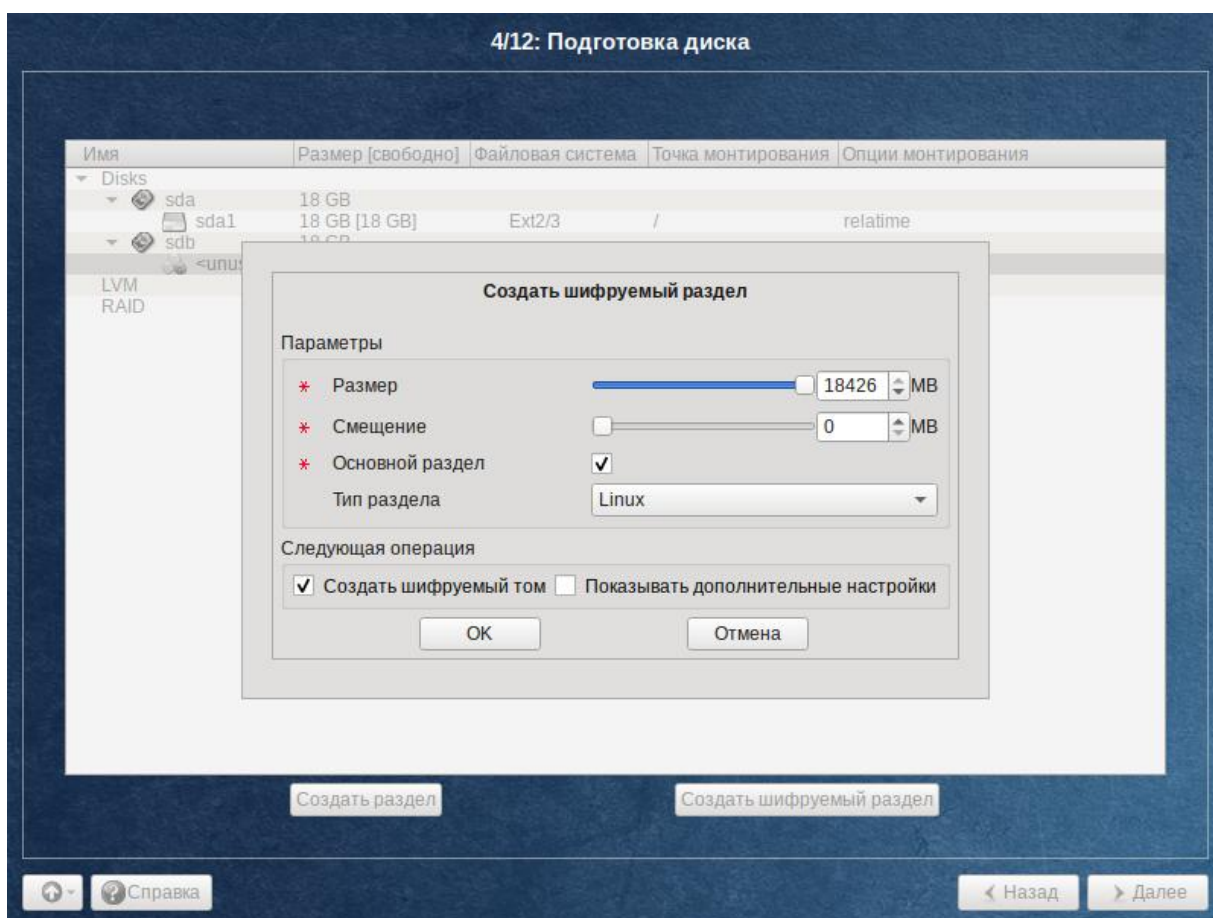 4/12: Подготовка диска
Имя Размер [свободно] Файловая система Точка монтирования Опции монтирования
Disks
sda 18 GB
sda1 18 GB [18 GB] Ext2/3 / relatime
sdb 18 GB
<unus
LVM
RAID
Создать шифруемый раздел
Параметры
Размер 18426 MB
Смещение 0 MB
Основной раздел
Тип раздела Linux
Следующая операция
Создать шифруемый том Показывать дополнительные настройки
OK Отмена
Создать раздел Создать шифруемый раздел
Справка Назад Далее